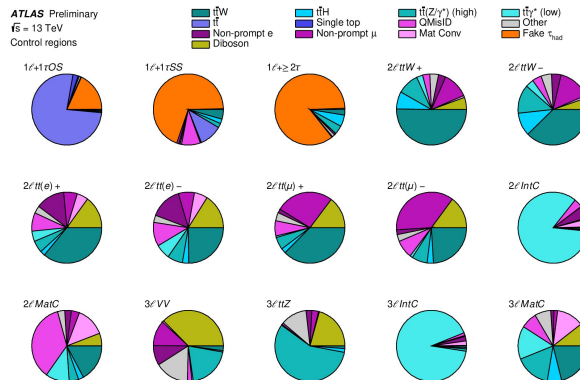 ATLAS Preliminary
√s = 13 TeV
Control regions
tt̄W
tt̄H
tt̄(Z/γ*) (high)
tt̄γ* (low)
tt̄
Single top
QMisID
Other
Non-prompt e
Non-prompt μ
Mat Conv
Fake τhad
Diboson
1ℓ+1τOS
1ℓ+1τSS
1ℓ+≥ 2τ
2ℓttW +
2ℓttW −
2ℓtt(e) +
2ℓtt(e) −
2ℓtt(μ) +
2ℓtt(μ) −
2ℓIntC
2ℓMatC
3ℓVV
3ℓttZ
3ℓIntC
3ℓMatC